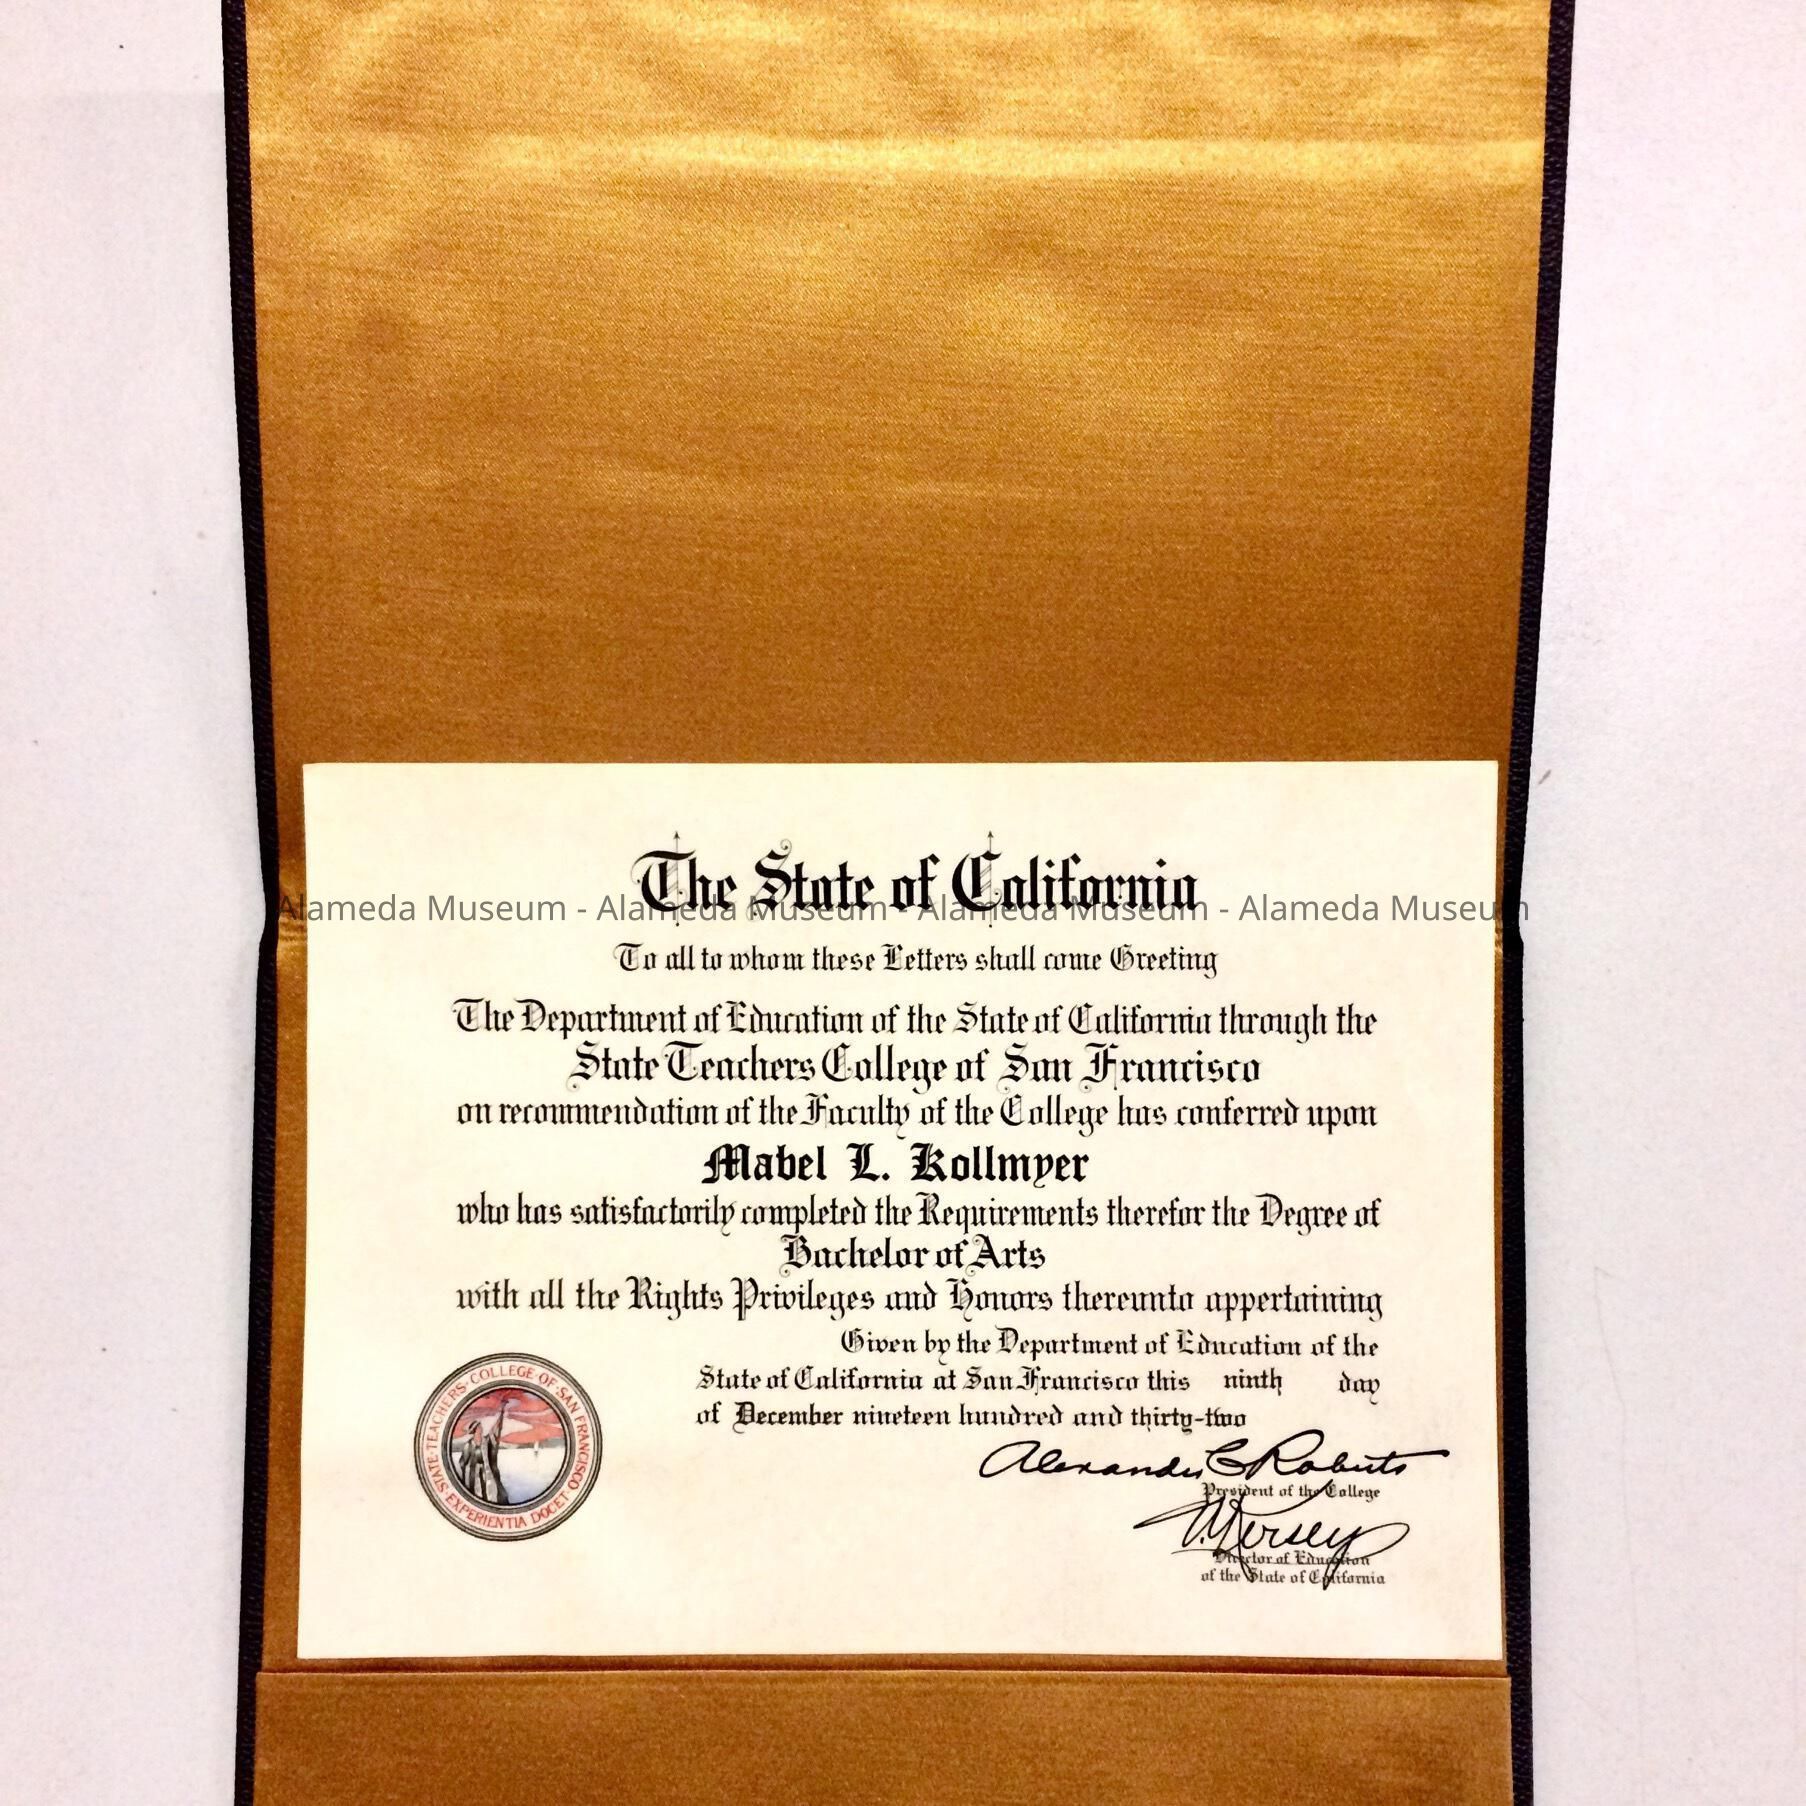 The State of California
Alameda Museum - Alameda Museum - Alameda Museum - Alameda Museum
To all to whom these Letters shall come Greeting
The Department of Education of the State of California through the
State Teachers College of San Francisco
on recommendation of the Faculty of the College has conferred upon
Mabel L. Kollmyer
who has satisfactorily completed the Requirements therefor the Degree of
Bachelor of Arts
with all the Rights Privileges and Honors thereunto appertaining
Given by the Department of Education of the
State of California at San Francisco this ninth day
of December nineteen hundred and thirty-two
STATE·TEACHERS·COLLEGE OF·SAN FRANCISCO
·EXPERIENTIA DOCET·
Alexander C Roberts
President of the College
Kersey
Director of Education
of the State of California